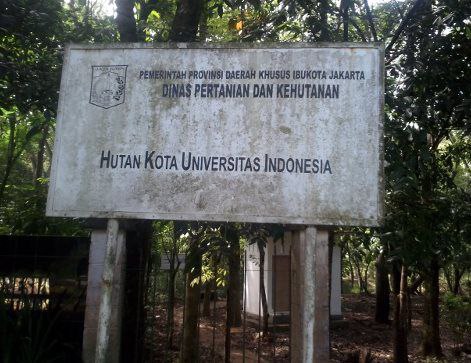 PEMERINTAH PROVINSI DAERAH KHUSUS IBUKOTA JAKARTA
DINAS PERTANIAN DAN KEHUTANAN
HUTAN KOTA UNIVERSITAS INDONESIA